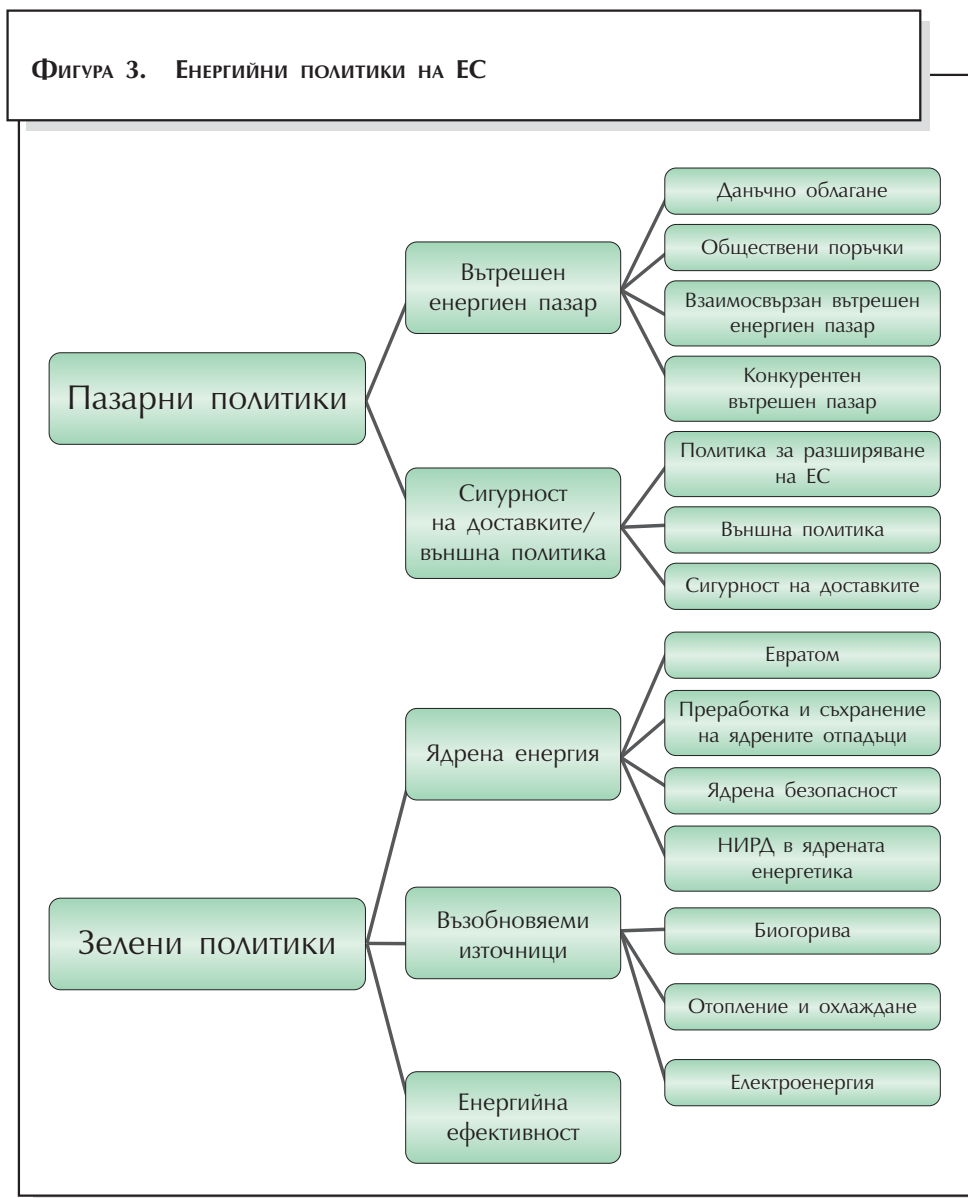 Фигура 3. Енергийни политики на ЕС
Данъчно облагане
Обществени поръчки
Вътрешен
енергиен пазар
Взаимосвързан вътрешен
енергиен пазар
Конкурентен
вътрешен пазар
Пазарни политики
Политика за разширяване
на ЕС
Сигурност
на доставките/
външна политика
Външна политика
Сигурност на доставките
Евратом
Преработка и съхранение
на ядрените отпадъци
Ядрена енергия
Ядрена безопасност
НИРД в ядрената
енергетика
Зелени политики
Възобновяеми
източници
Биогорива
Отопление и охлаждане
Електроенергия
Енергийна
ефективност